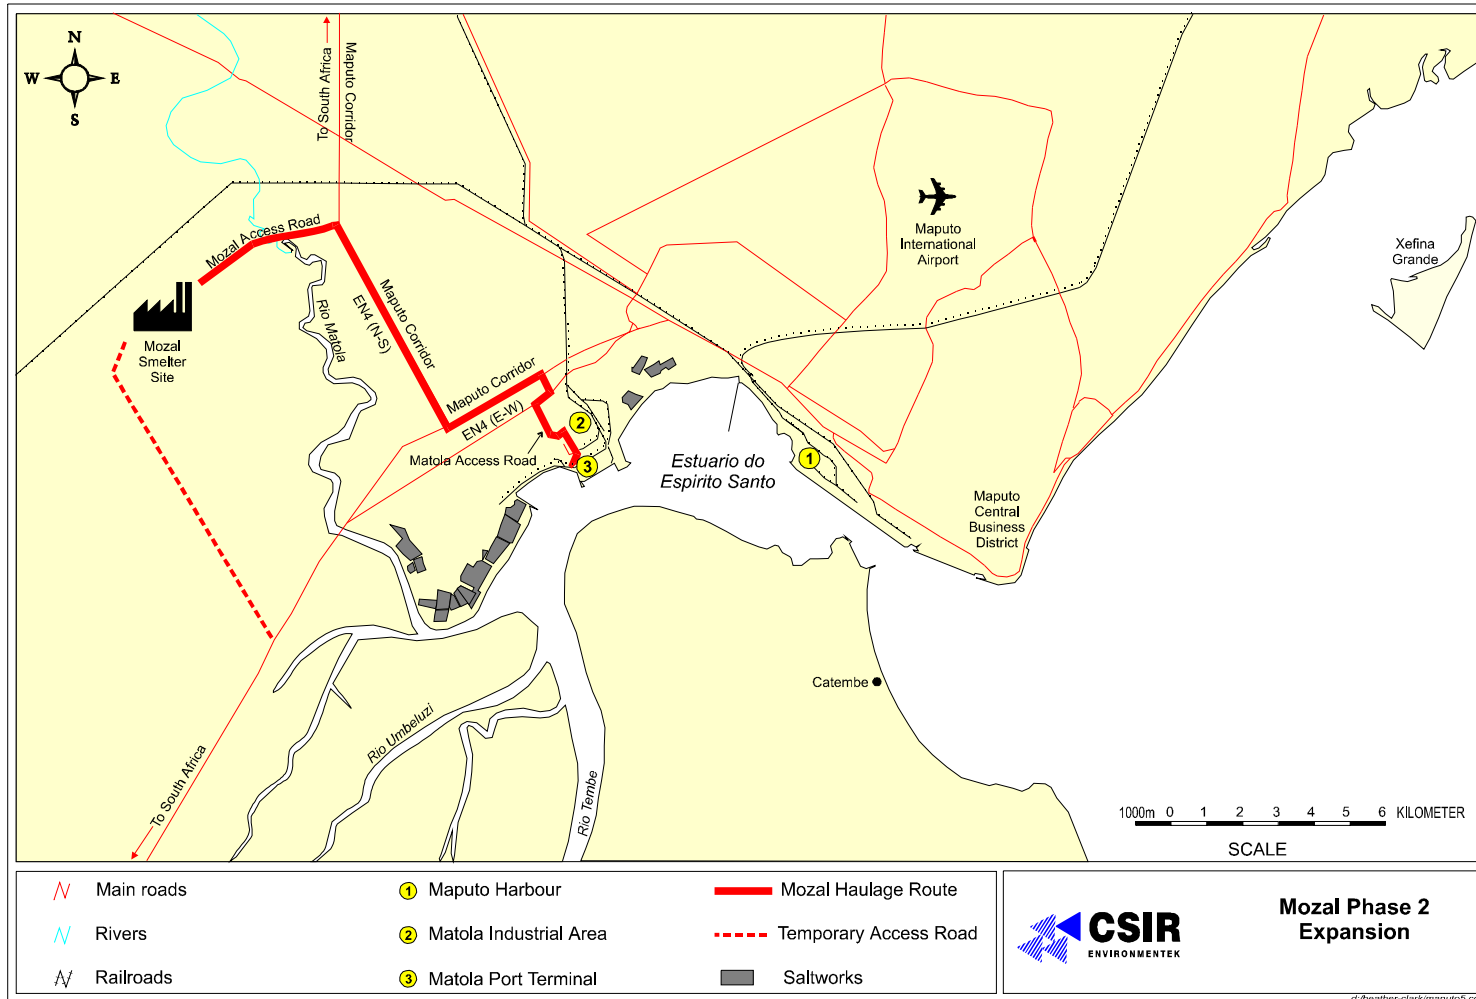 N
W E
S
To South Africa
Maputo Corridor
Mozal Access Road
Mozal
Smelter
Site
Rio Matola
Maputo Corridor
EN4 (N-S)
Maputo Corridor
EN4 (E-W)
Matola Access Road
2
3
1
Estuario do
Espirito Santo
Maputo
International
Airport
Xefina
Grande
Maputo
Central
Business
District
Catembe
Rio Umbeluzi
Rio Tembe
To South Africa
1000m 0 1 2 3 4 5 6 KILOMETER
SCALE
Main roads
Rivers
Railroads
1 Maputo Harbour
2 Matola Industrial Area
3 Matola Port Terminal
Mozal Haulage Route
Temporary Access Road
Saltworks
CSIR
ENVIRONMENTEK
Mozal Phase 2
Expansion